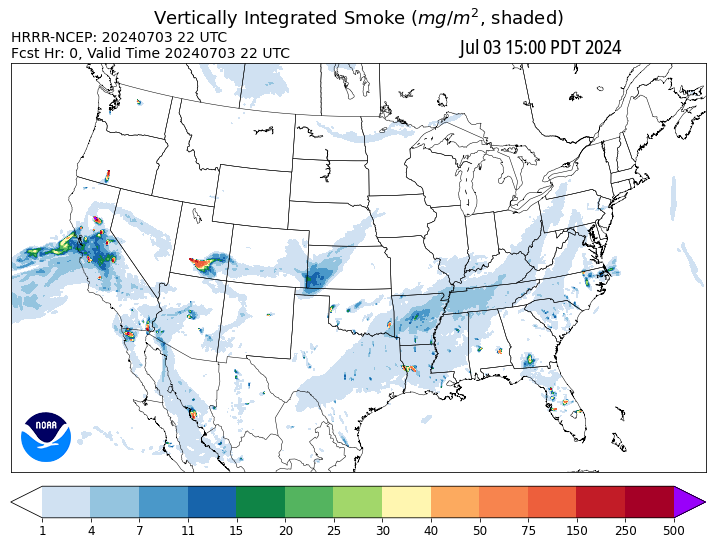 Vertically Integrated Smoke (mg/m², shaded)
HRRR-NCEP: 20240703 22 UTC
Fcst Hr: 0, Valid Time 20240703 22 UTC
Jul 03 15:00 PDT 2024
NOAA
1 4 7 11 15 20 25 30 40 50 75 150 250 500